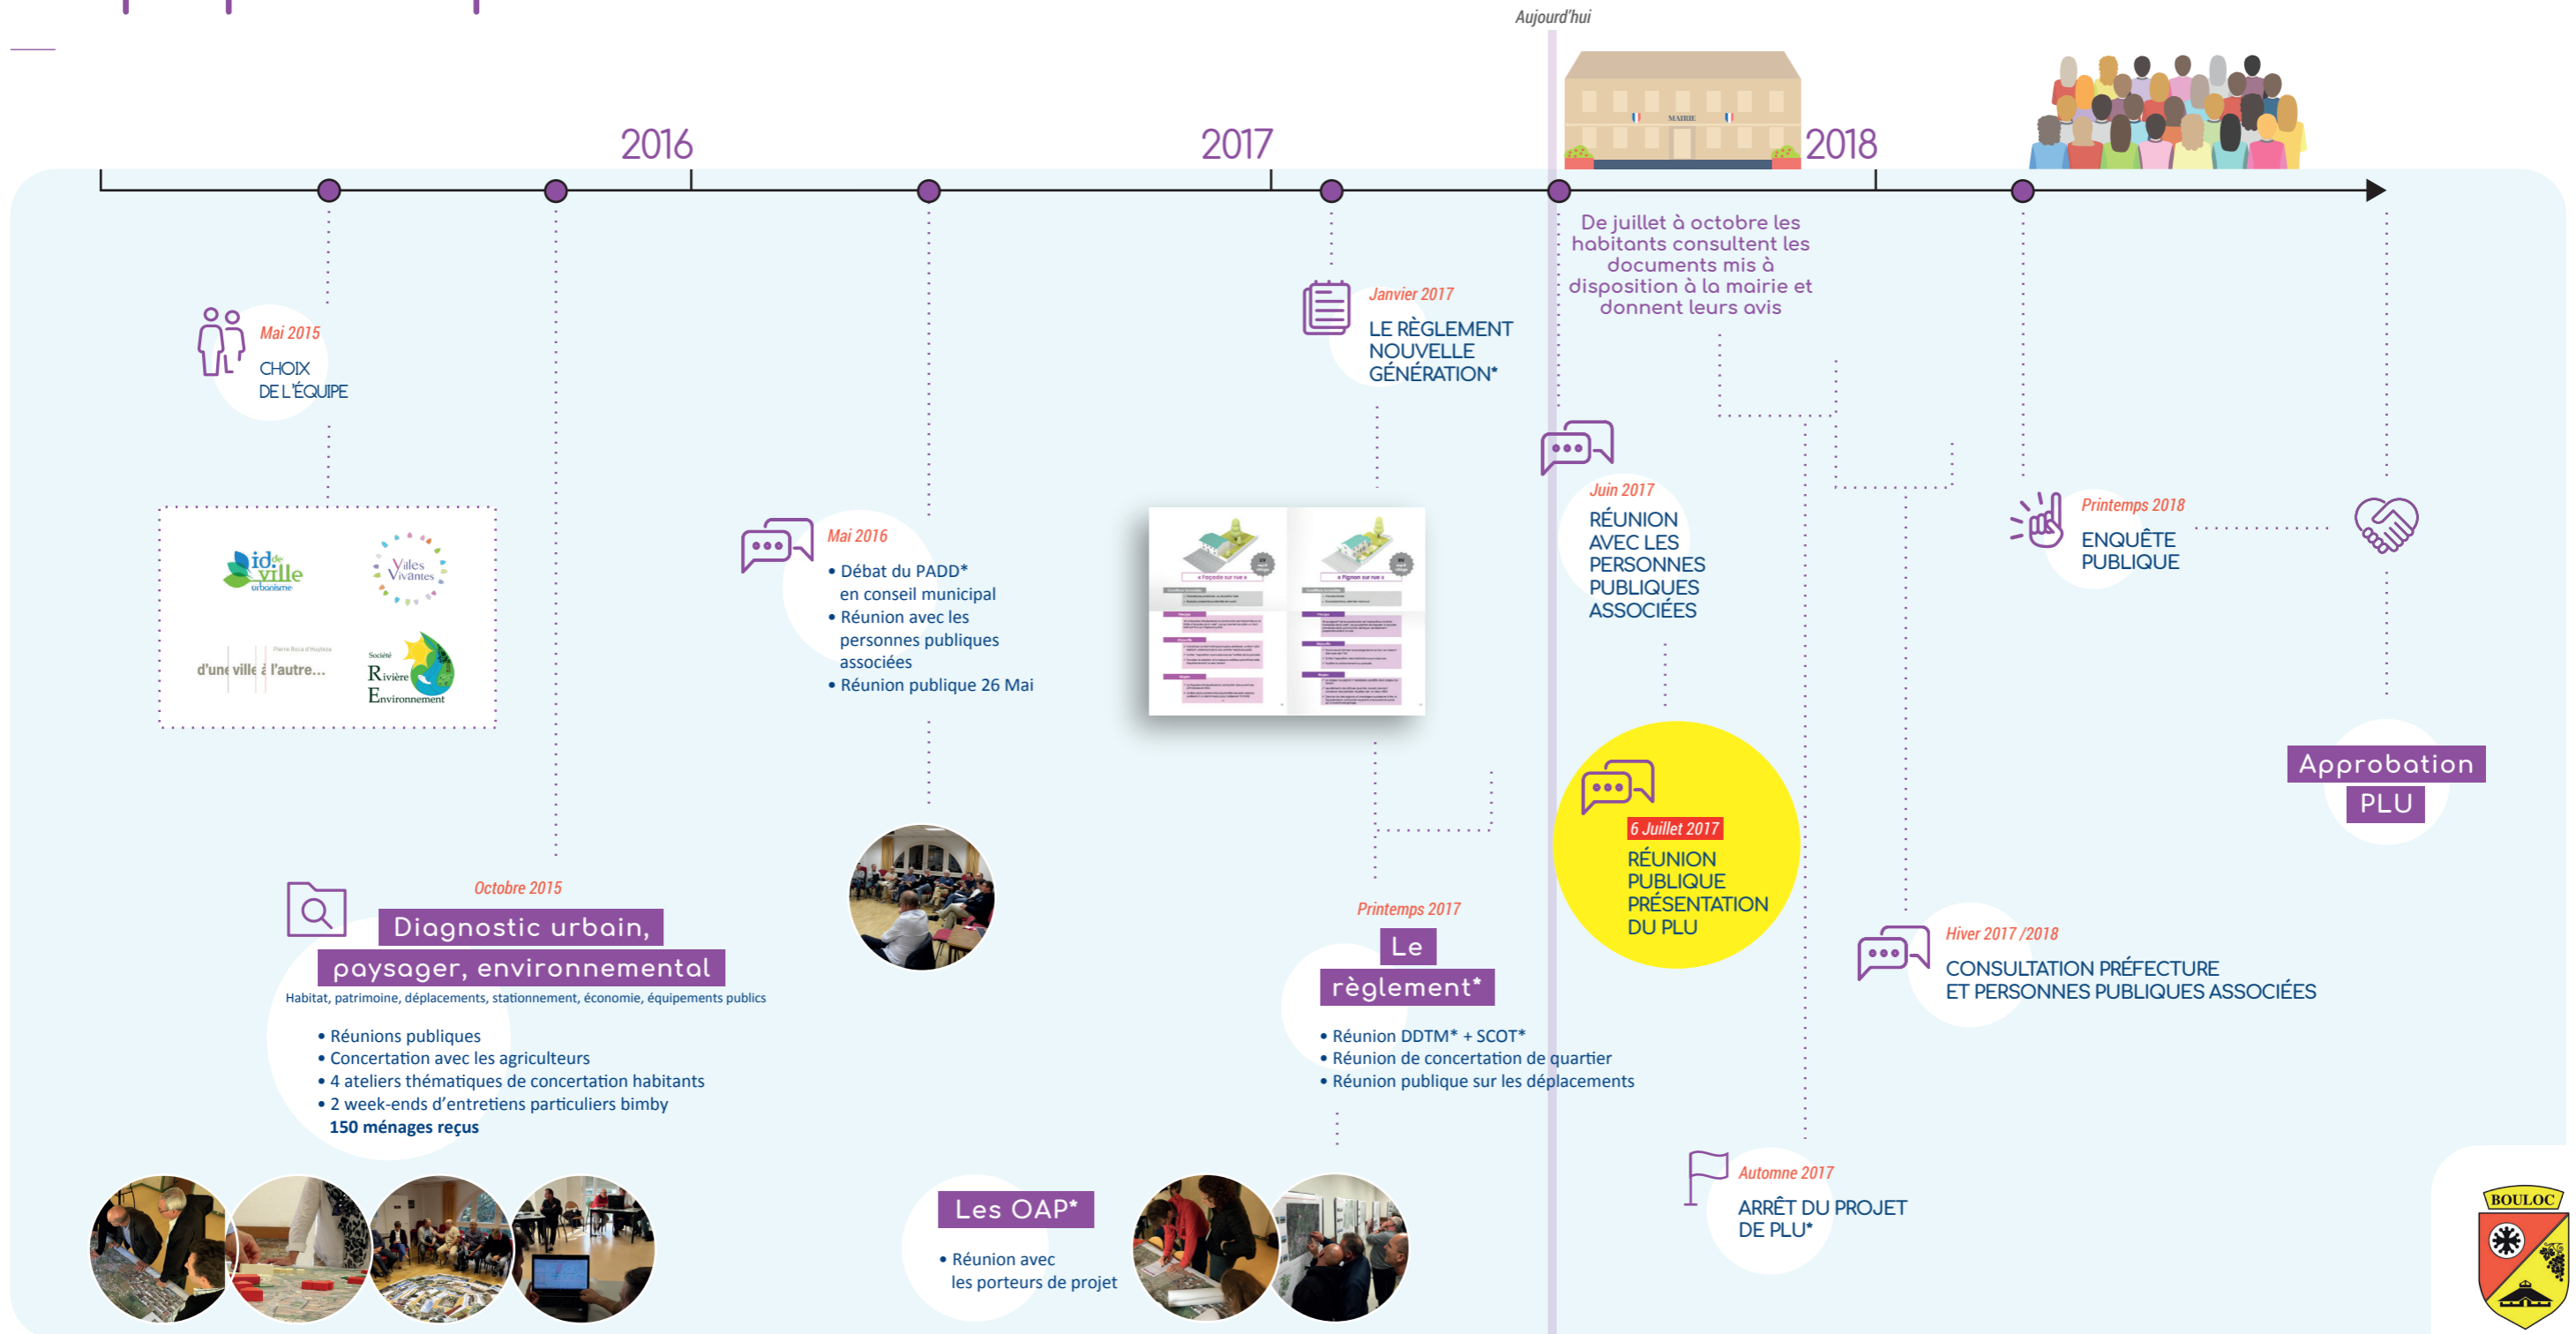 Aujourd'hui
2016
2017
2018
MAIRIE
Mai 2015
CHOIX
DE L'ÉQUIPE
id.de
ville
urbanisme
Villes
Vivantes
d'une ville à l'autre...
Société
Rivière
Environnement
Octobre 2015
Diagnostic urbain,
paysager, environnemental
Habitat, patrimoine, déplacements, stationnement, économie, équipements publics
• Réunions publiques
• Concertation avec les agriculteurs
• 4 ateliers thématiques de concertation habitants
• 2 week-ends d'entretiens particuliers bimby
150 ménages reçus
Mai 2016
• Débat du PADD*
en conseil municipal
• Réunion avec les
personnes publiques
associées
• Réunion publique 26 Mai
Les OAP*
• Réunion avec
les porteurs de projet
Janvier 2017
LE RÈGLEMENT
NOUVELLE
GÉNÉRATION*
« Façade sur rue »
« Pignon sur rue »
Printemps 2017
Le
règlement*
• Réunion DDTM* + SCOT*
• Réunion de concertation de quartier
• Réunion publique sur les déplacements
De juillet à octobre les
habitants consultent les
documents mis à
disposition à la mairie et
donnent leurs avis
Juin 2017
RÉUNION
AVEC LES
PERSONNES
PUBLIQUES
ASSOCIÉES
6 Juillet 2017
RÉUNION
PUBLIQUE
PRÉSENTATION
DU PLU
Automne 2017
ARRÊT DU PROJET
DE PLU*
Hiver 2017 /2018
CONSULTATION PRÉFECTURE
ET PERSONNES PUBLIQUES ASSOCIÉES
Printemps 2018
ENQUÊTE
PUBLIQUE
Approbation
PLU
BOULOC